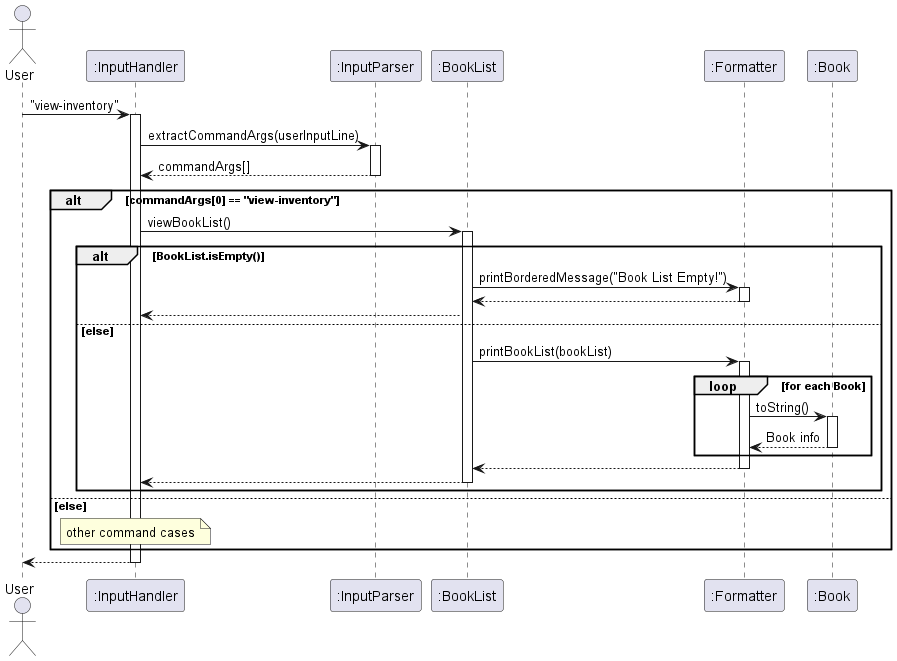 User
:InputHandler
:InputParser
:BookList
:Formatter
:Book
"view-inventory"
extractCommandArgs(userInputLine)
commandArgs[]
alt [commandArgs[0] == "view-inventory"]
viewBookList()
alt [BookList.isEmpty()]
printBorderedMessage("Book List Empty!")
[else]
printBookList(bookList)
loop [for each Book]
toString()
Book info
[else]
other command cases
User
:InputHandler
:InputParser
:BookList
:Formatter
:Book